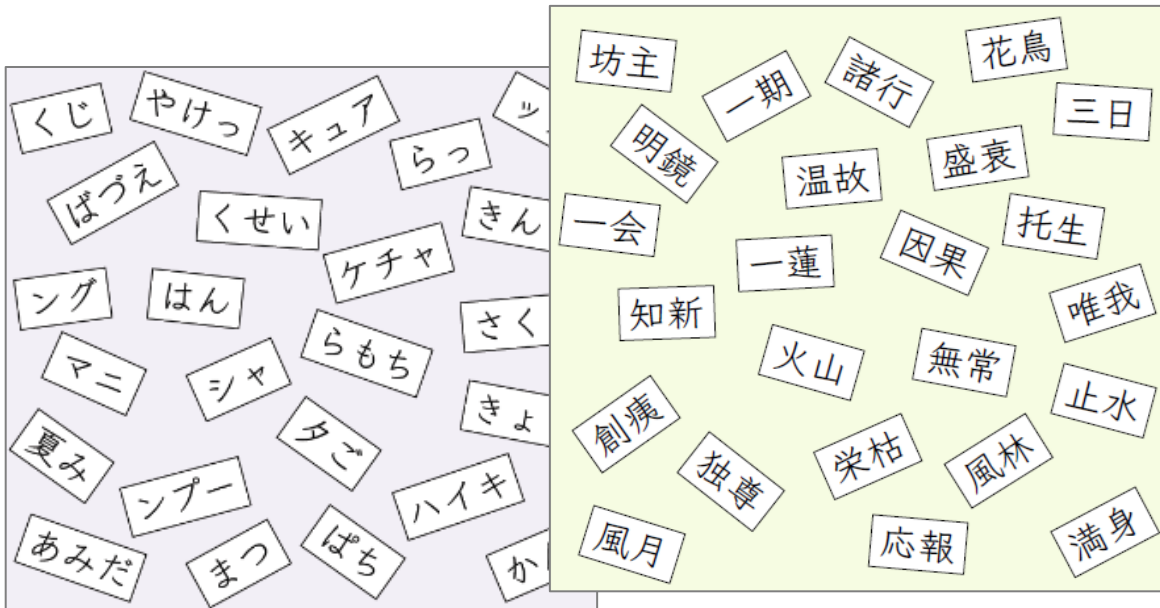 くじ
やけっ
キュア
ばづえ
らっ
くせい
きん
ケチャ
ング
はん
さく
らもち
マニ
シャ
きょ
夏み
夕ご
ンプー
ハイキ
あみだ
まつ
ぱち
坊主
一期
諸行
花鳥
三日
明鏡
温故
盛衰
一会
一蓮
因果
托生
知新
唯我
火山
無常
止水
創痍
独尊
栄枯
風林
風月
応報
満身